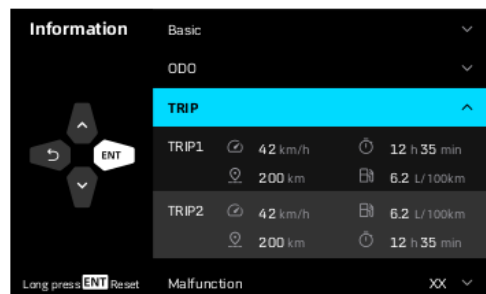 Information
Basic
ODO
TRIP
ENT
TRIP1 42 km/h 12 h 35 min
200 km 6.2 L/100km
TRIP2 42 km/h 6.2 L/100km
200 km 12 h 35 min
Long press ENT Reset
Malfunction XX